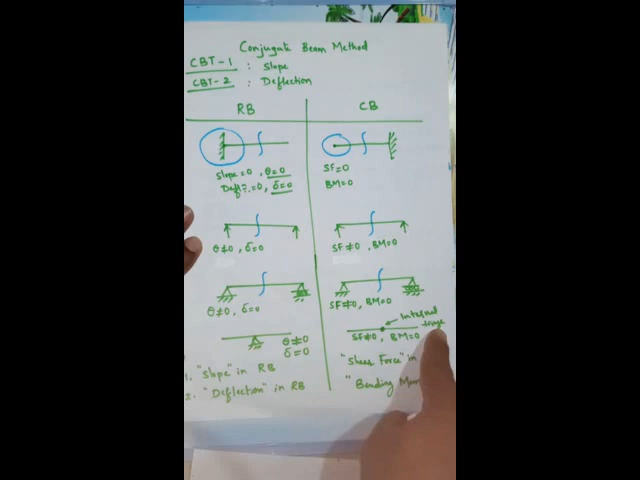 Conjugate Beam Method
CBT-1 : Slope
CBT-2 : Deflection
RB
CB
Slope=0, θ=0
Defln=0, δ=0
SF=0
BM=0
θ≠0, δ=0
SF≠0, BM=0
θ≠0, δ=0
SF≠0, BM=0
θ≠0
δ=0
Internal
hinge
SF≠0, BM=0
1. "Slope" in RB
"Shear Force" in
2. "Deflection" in RB
"Bending